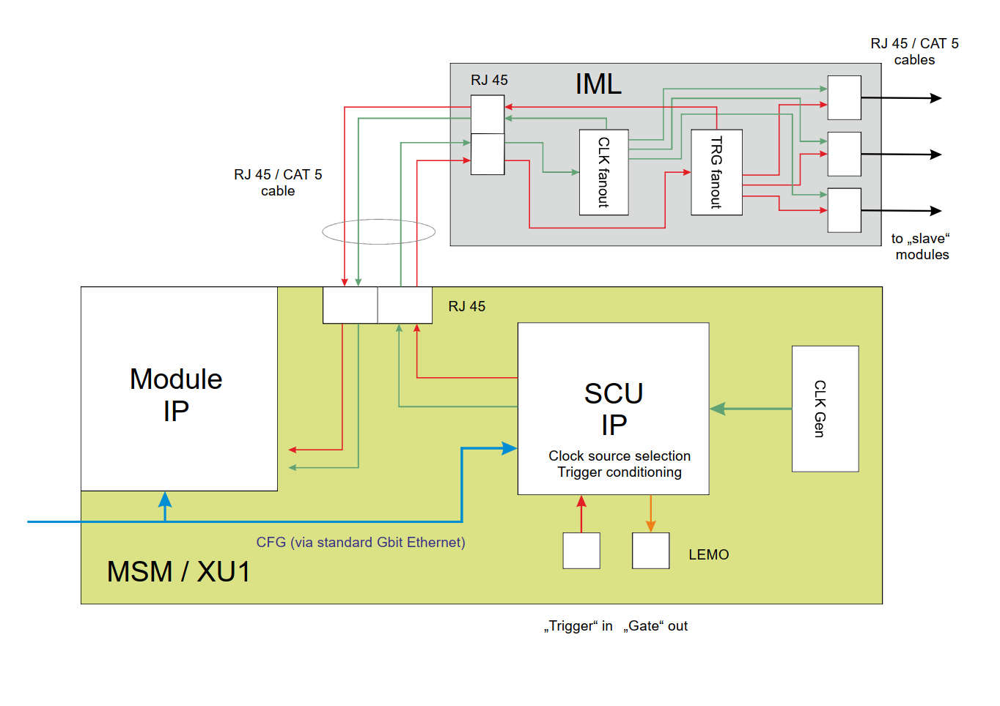 RJ 45 / CAT 5
cables
RJ 45
IML
CLK fanout
TRG fanout
RJ 45 / CAT 5
cable
to „slave“
modules
RJ 45
Module
IP
SCU
IP
Clock source selection
Trigger conditioning
CLK Gen
CFG (via standard Gbit Ethernet)
MSM / XU1
LEMO
„Trigger“ in „Gate“ out